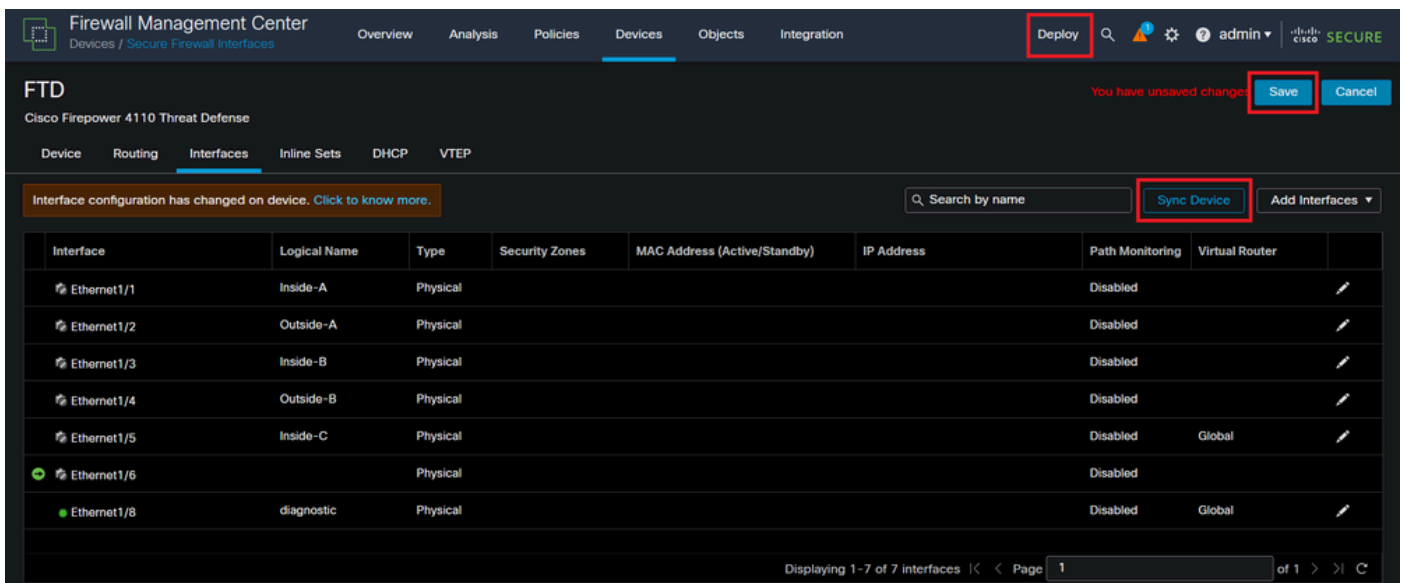 Firewall Management Center
Devices / Secure Firewall Interfaces
Overview Analysis Policies Devices Objects Integration
Deploy 1 admin cisco SECURE
FTD
You have unsaved changes Save Cancel
Cisco Firepower 4110 Threat Defense
Device Routing Interfaces Inline Sets DHCP VTEP
Interface configuration has changed on device. Click to know more.
Search by name Sync Device Add Interfaces
Interface Logical Name Type Security Zones MAC Address (Active/Standby) IP Address Path Monitoring Virtual Router
Ethernet1/1 Inside-A Physical Disabled
Ethernet1/2 Outside-A Physical Disabled
Ethernet1/3 Inside-B Physical Disabled
Ethernet1/4 Outside-B Physical Disabled
Ethernet1/5 Inside-C Physical Disabled Global
Ethernet1/6 Physical Disabled
Ethernet1/8 diagnostic Physical Disabled Global
Displaying 1-7 of 7 interfaces |< < Page 1 of 1 > >| C